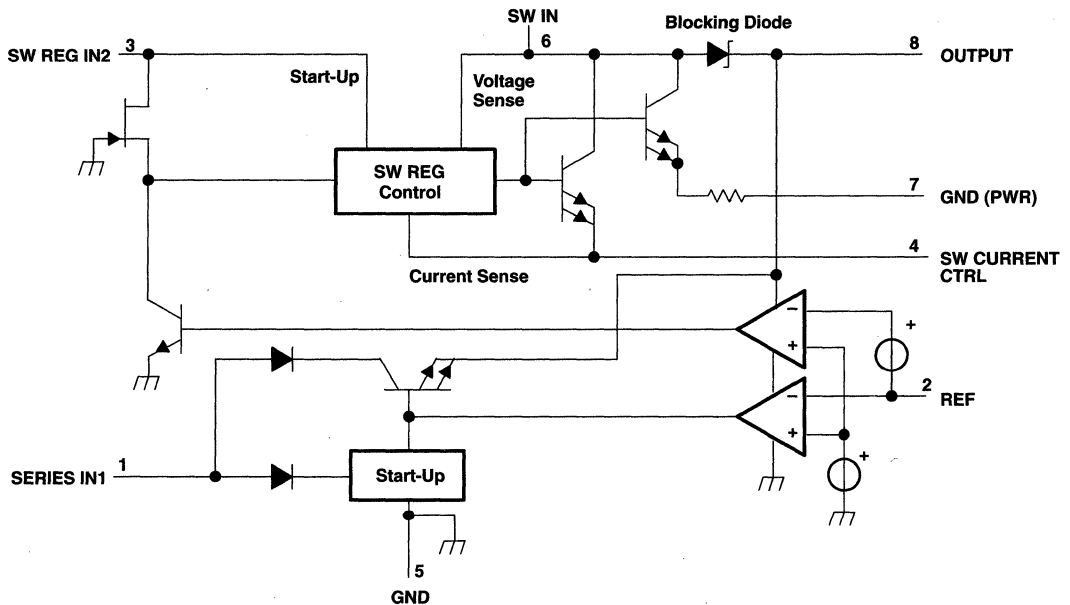 SW IN
Blocking Diode
SW REG IN2
3
6
8
OUTPUT
Start-Up
Voltage
Sense
SW REG
Control
7
GND (PWR)
4
SW CURRENT
CTRL
Current Sense
−
+
+
2
REF
−
+
+
1
SERIES IN1
Start-Up
5
GND